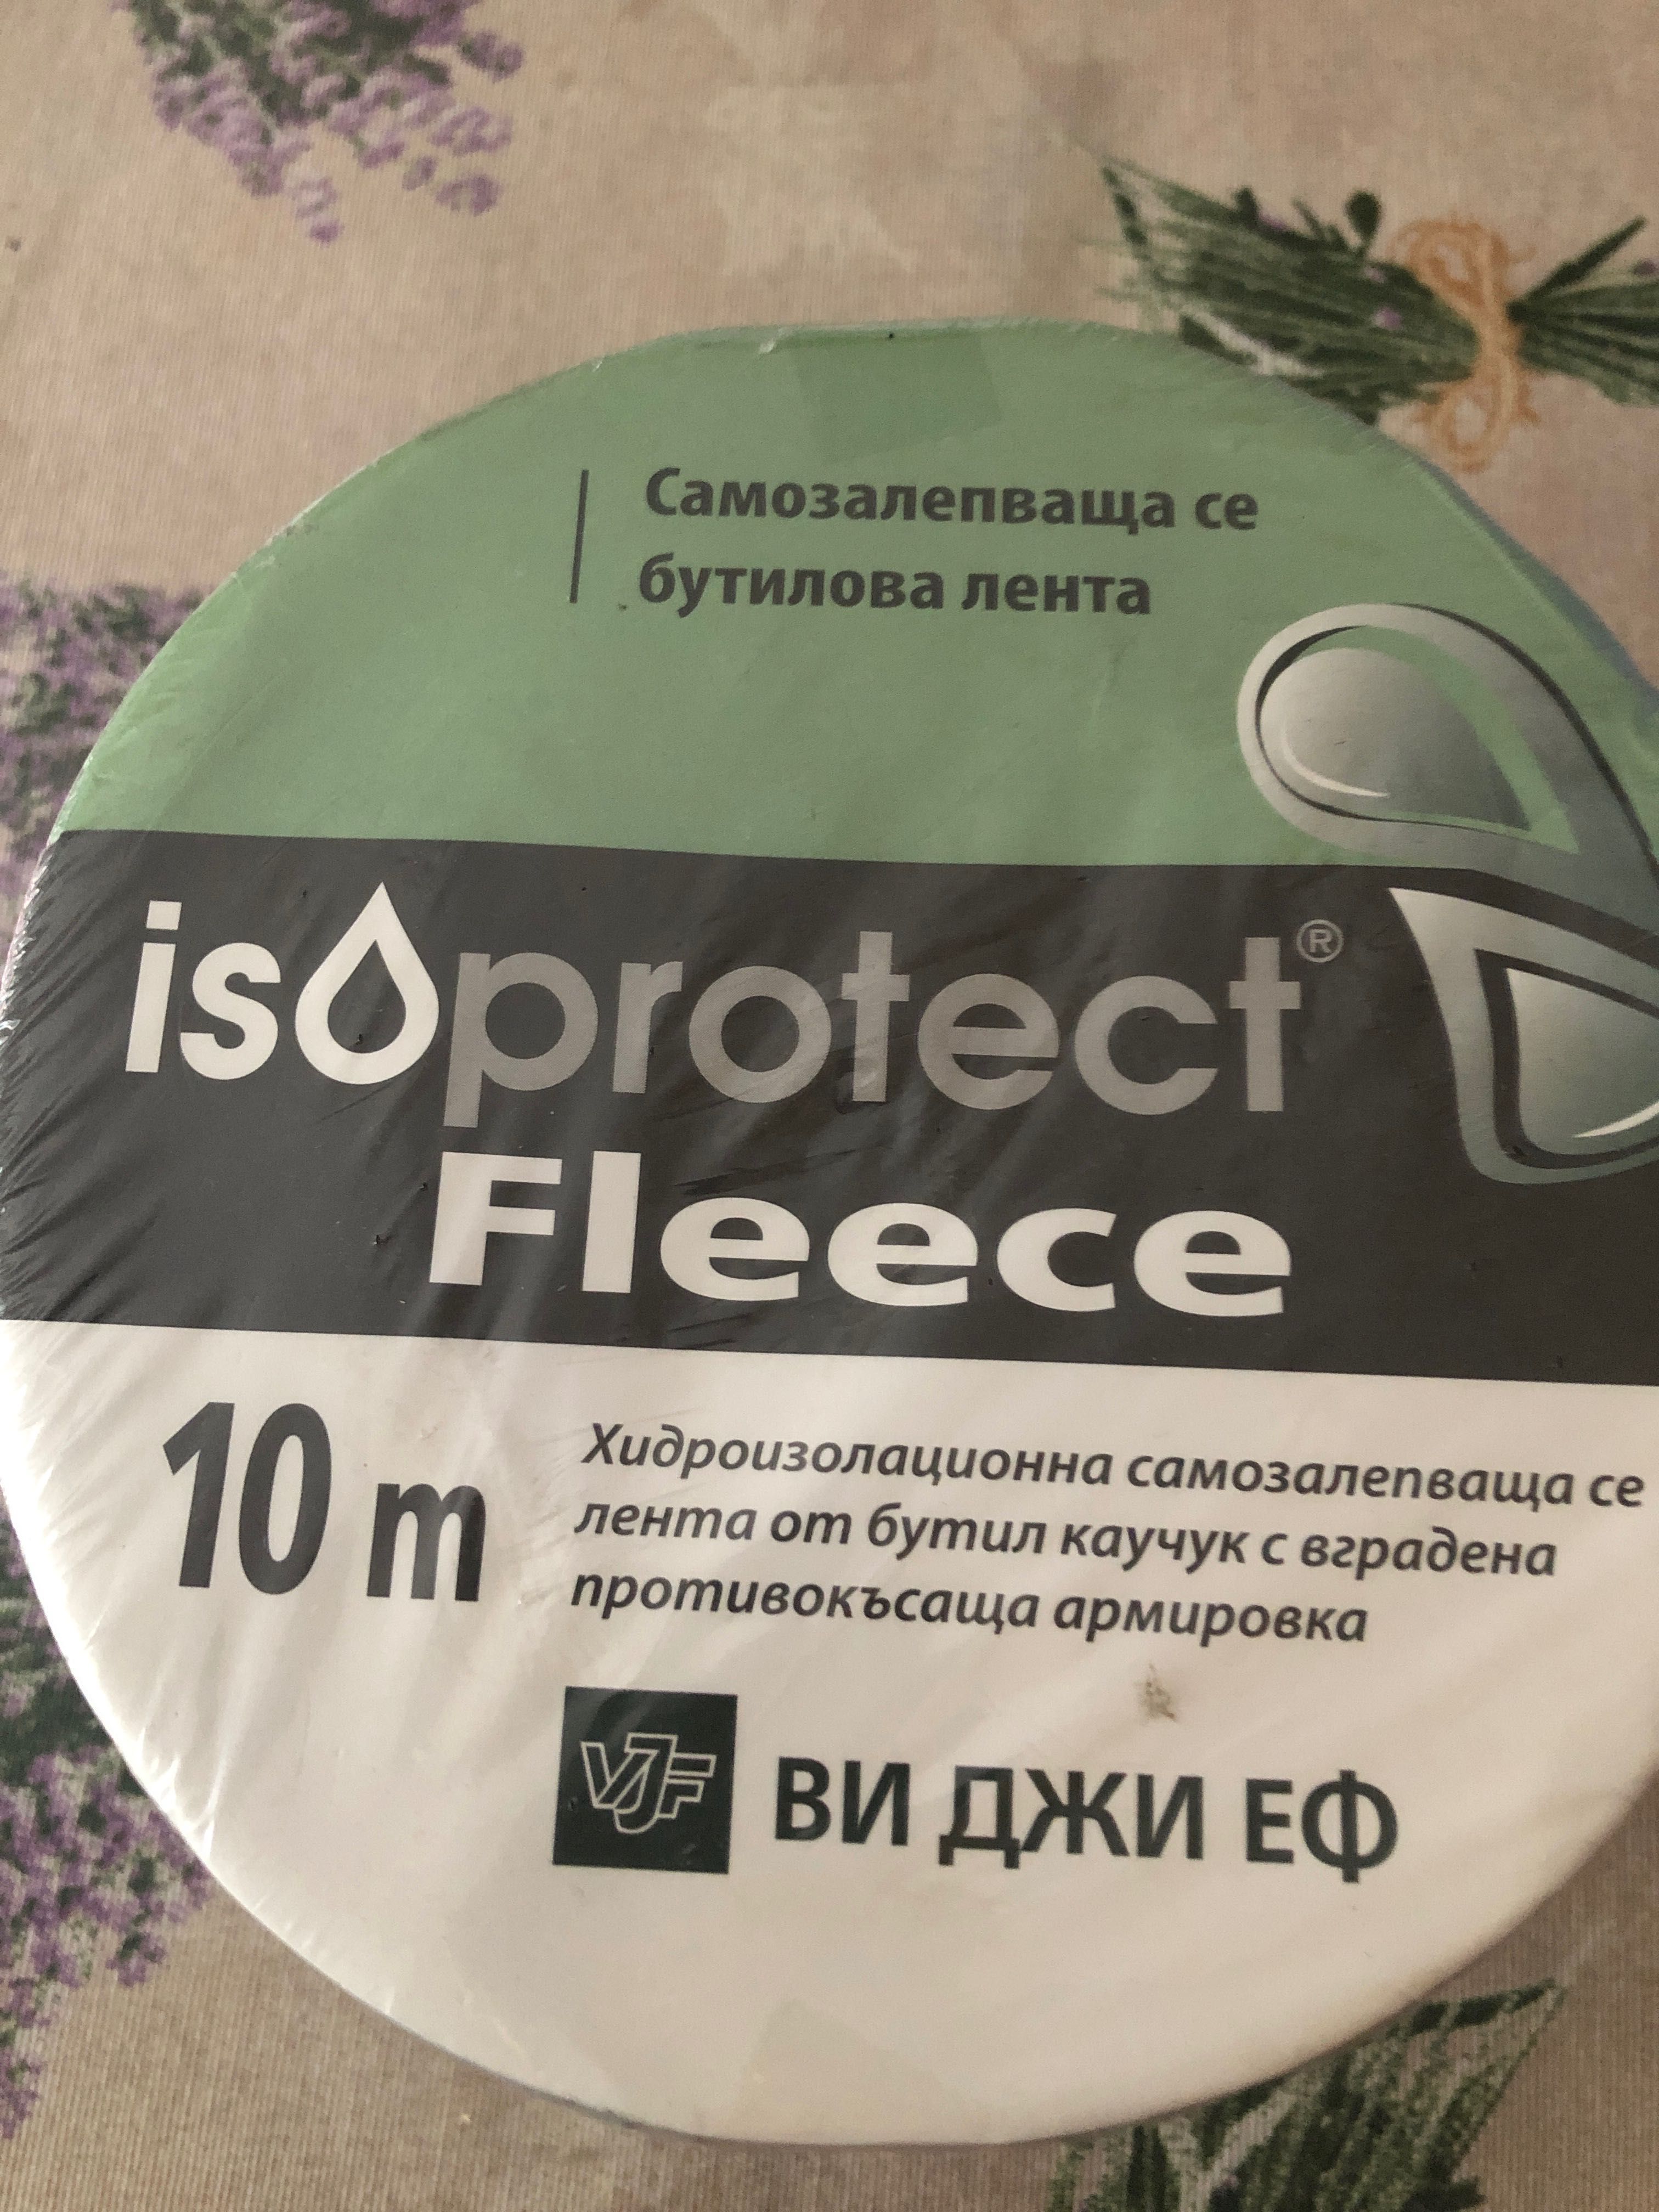 Самозалепваща се
бутилова лента
isoprotect®
Fleece
10 m
Хидроизолационна самозалепваща се
лента от бутил каучук с вградена
противокъсаща армировка
VJF
ВИ ДЖИ ЕФ